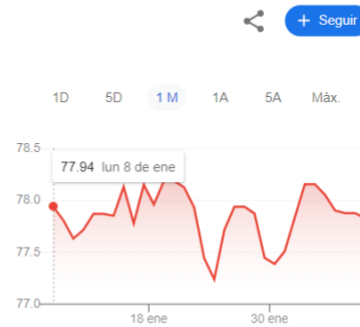 + Seguir
1D 5D 1 M 1A 5A Máx.
78.5
77.94 lun 8 de ene
78.0
77.5
77.0
18 ene 30 ene